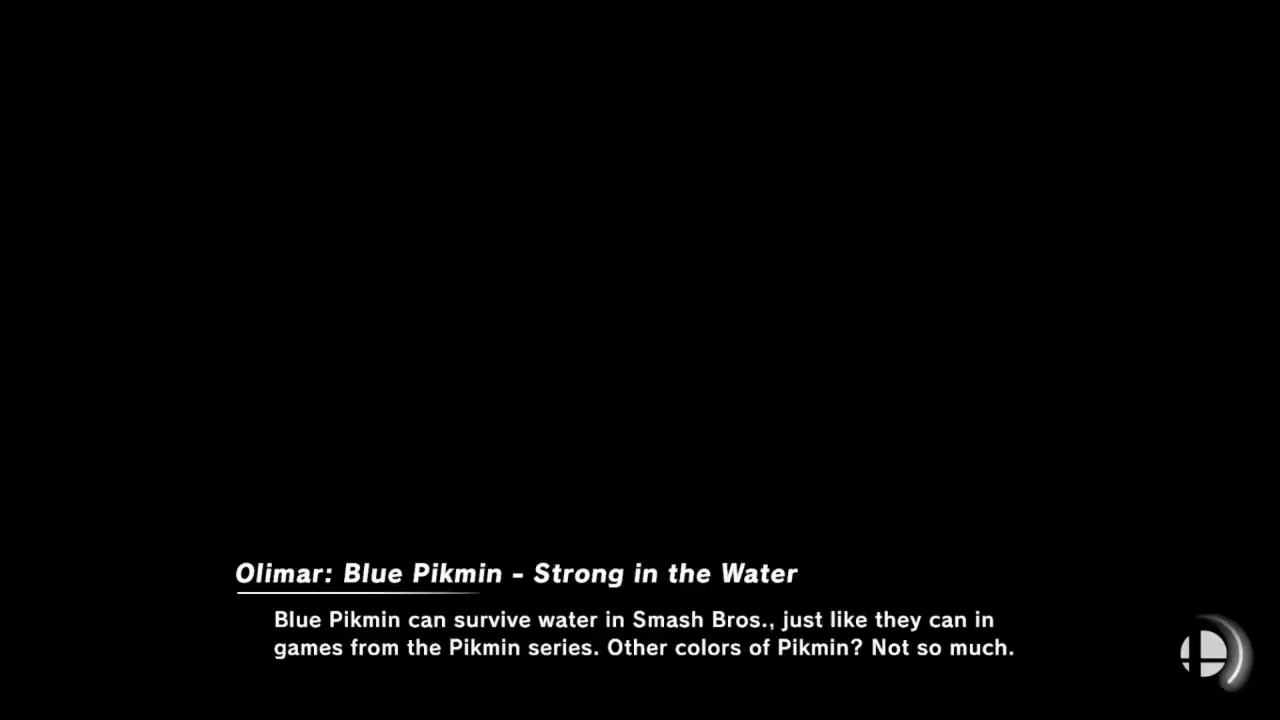 Olimar: Blue Pikmin - Strong in the Water
Blue Pikmin can survive water in Smash Bros., just like they can in
games from the Pikmin series. Other colors of Pikmin? Not so much.